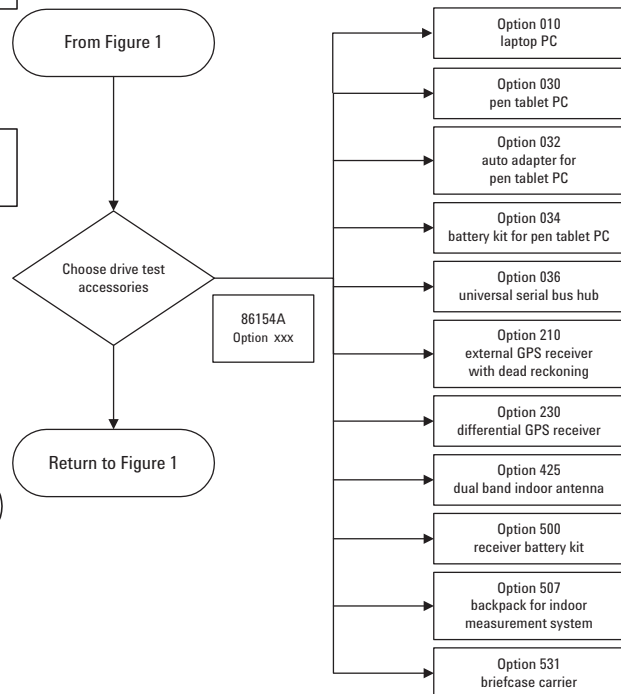 From Figure 1
Choose drive test
accessories
86154A
Option xxx
Return to Figure 1
Option 010
laptop PC
Option 030
pen tablet PC
Option 032
auto adapter for
pen tablet PC
Option 034
battery kit for pen tablet PC
Option 036
universal serial bus hub
Option 210
external GPS receiver
with dead reckoning
Option 230
differential GPS receiver
Option 425
dual band indoor antenna
Option 500
receiver battery kit
Option 507
backpack for indoor
measurement system
Option 531
briefcase carrier